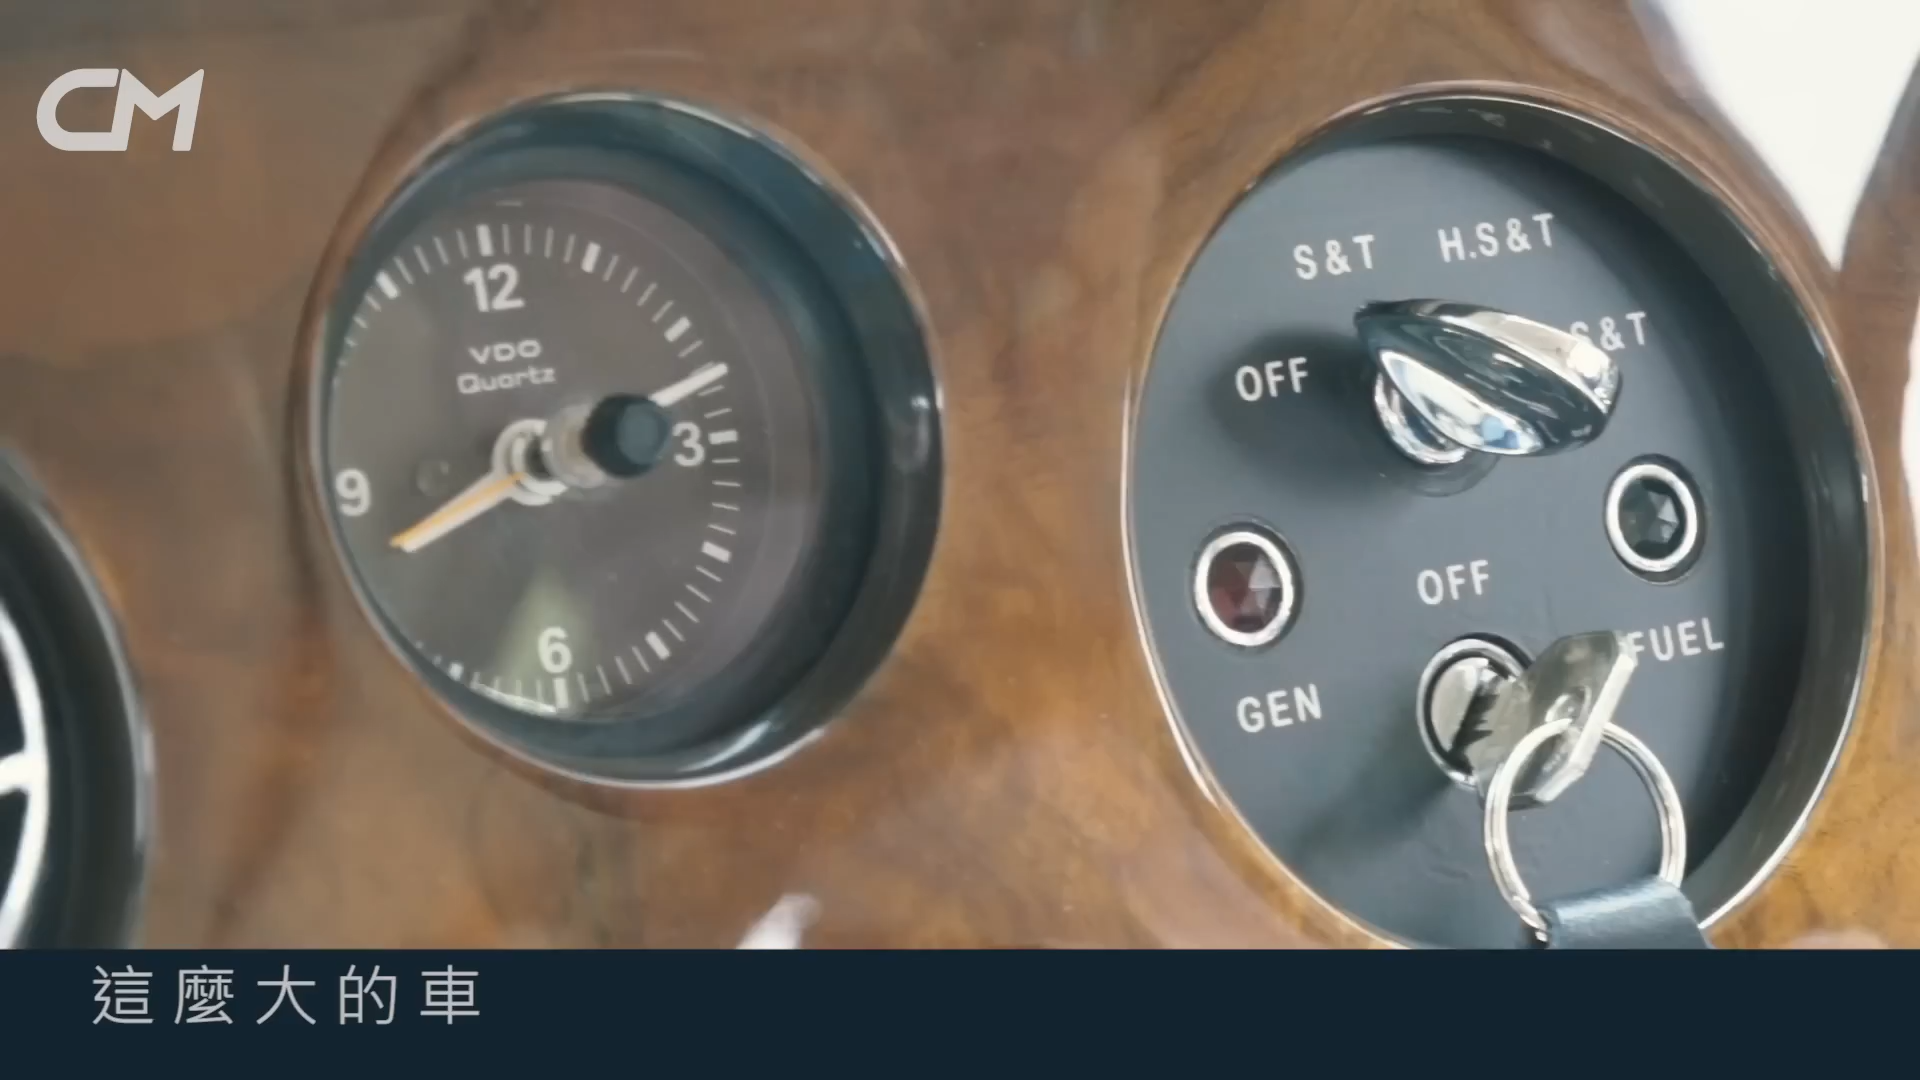 CM
12
VDO
Quartz
9
3
6
S&T
H.S&T
S&T
OFF
OFF
FUEL
GEN
這麼大的車